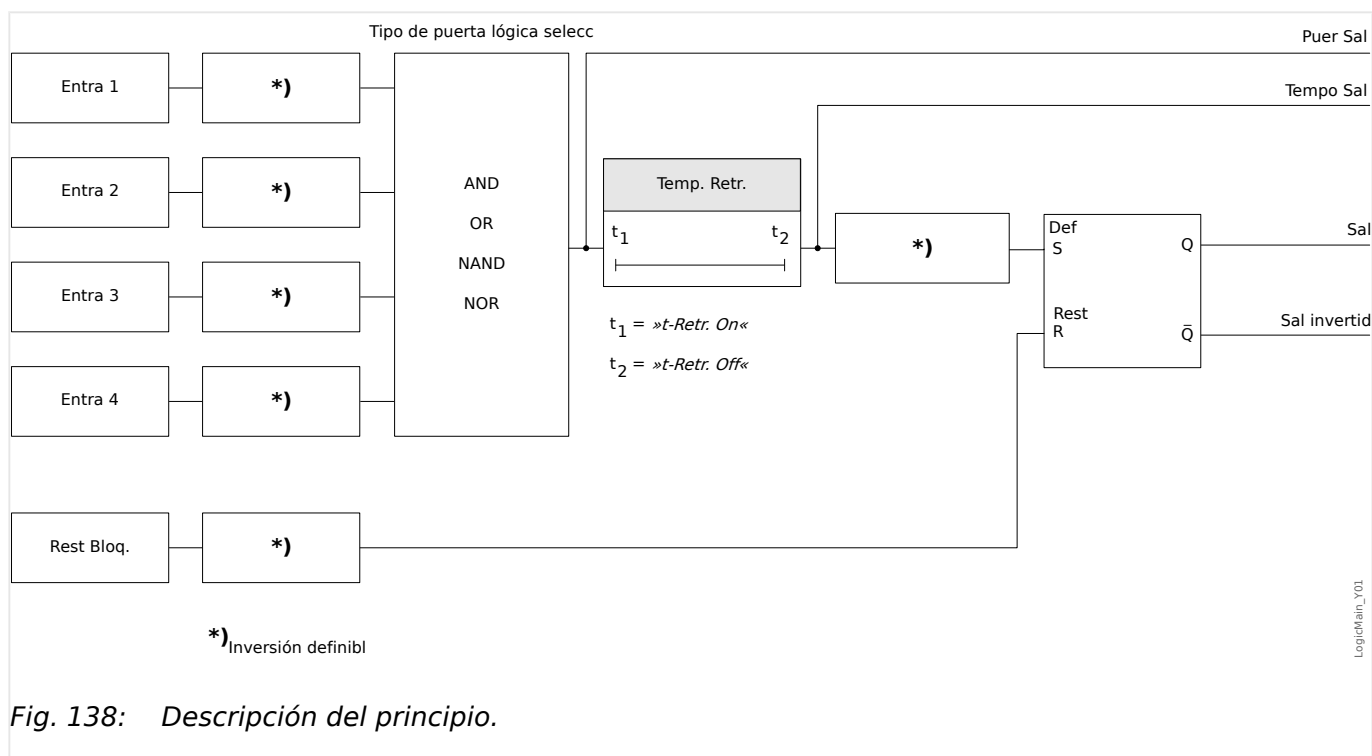 Tipo de puerta lógica selecc
Puer Sal
Tempo Sal
Entra 1
*)
Entra 2
*)
Entra 3
*)
Entra 4
*)
AND
OR
NAND
NOR
Temp. Retr.
t1
t2
t1 = »t-Retr. On«
t2 = »t-Retr. Off«
*)
Def
S
Q
Rest
R
Q̅
Sal
Sal invertid
Rest Bloq.
*)
*)Inversión definibl
LogicMain_Y01
Fig. 138: Descripción del principio.